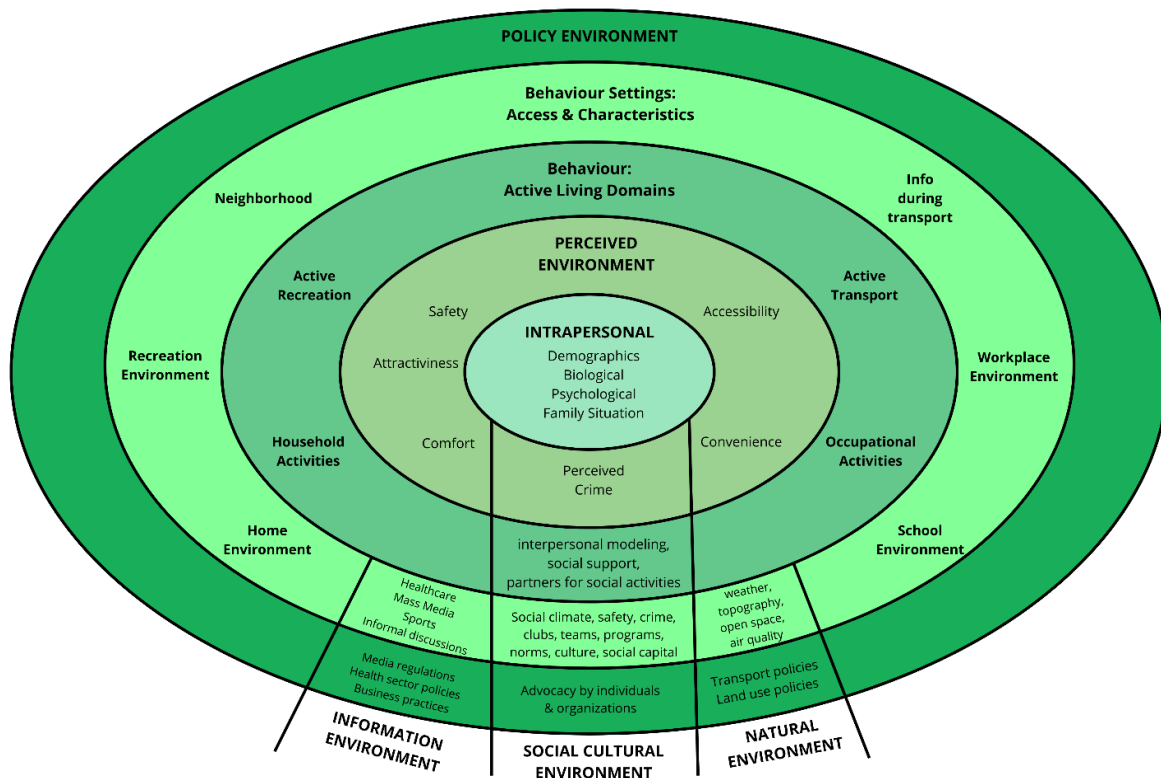 POLICY ENVIRONMENT
Behaviour Settings:
Access & Characteristics
Behaviour:
Active Living Domains
Neighborhood
Info
during
transport
PERCEIVED
ENVIRONMENT
Active
Recreation
Active
Transport
Safety
Accessibility
INTRAPERSONAL
Demographics
Biological
Psychological
Family Situation
Recreation
Environment
Attractiviness
Workplace
Environment
Household
Activities
Comfort
Convenience
Occupational
Activities
Perceived
Crime
Home
Environment
School
Environment
interpersonal modeling,
social support,
partners for social activities
Healthcare
Mass Media
Sports
Informal discussions
Social climate, safety, crime,
clubs, teams, programs,
norms, culture, social capital
weather,
topography,
open space,
air quality
Media regulations
Health sector policies
Business practices
Advocacy by individuals
& organizations
Transport policies
Land use policies
INFORMATION
ENVIRONMENT
SOCIAL CULTURAL
ENVIRONMENT
NATURAL
ENVIRONMENT